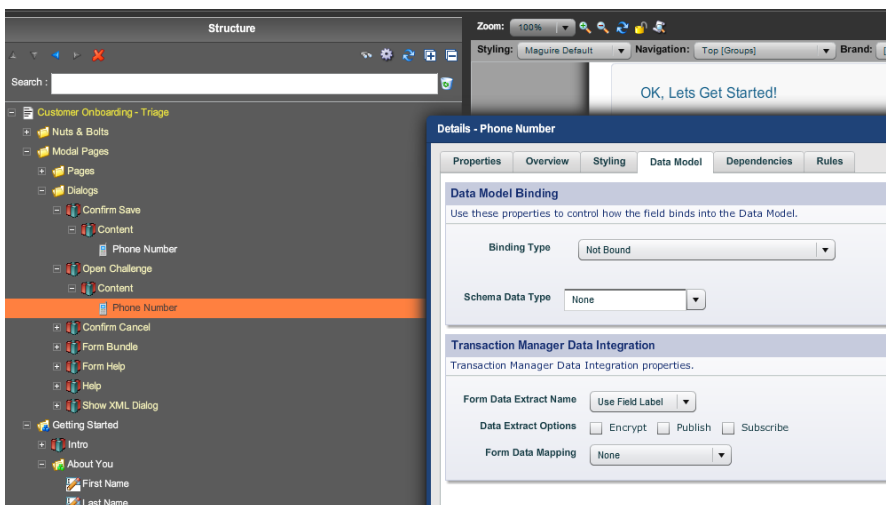 Structure
Search :
Customer Onboarding - Triage
Nuts & Bolts
Modal Pages
Pages
Dialogs
Confirm Save
Content
Phone Number
Open Challenge
Content
Phone Number
Confirm Cancel
Form Bundle
Form Help
Help
Show XML Dialog
Getting Started
Intro
About You
First Name
Last Name
Zoom: 100%
Styling: Maguire Default Navigation: Top [Groups] Brand:
OK, Lets Get Started!
Details - Phone Number
Properties Overview Styling Data Model Dependencies Rules
Data Model Binding
Use these properties to control how the field binds into the Data Model.
Binding Type Not Bound
Schema Data Type None
Transaction Manager Data Integration
Transaction Manager Data Integration properties.
Form Data Extract Name Use Field Label
Data Extract Options Encrypt Publish Subscribe
Form Data Mapping None